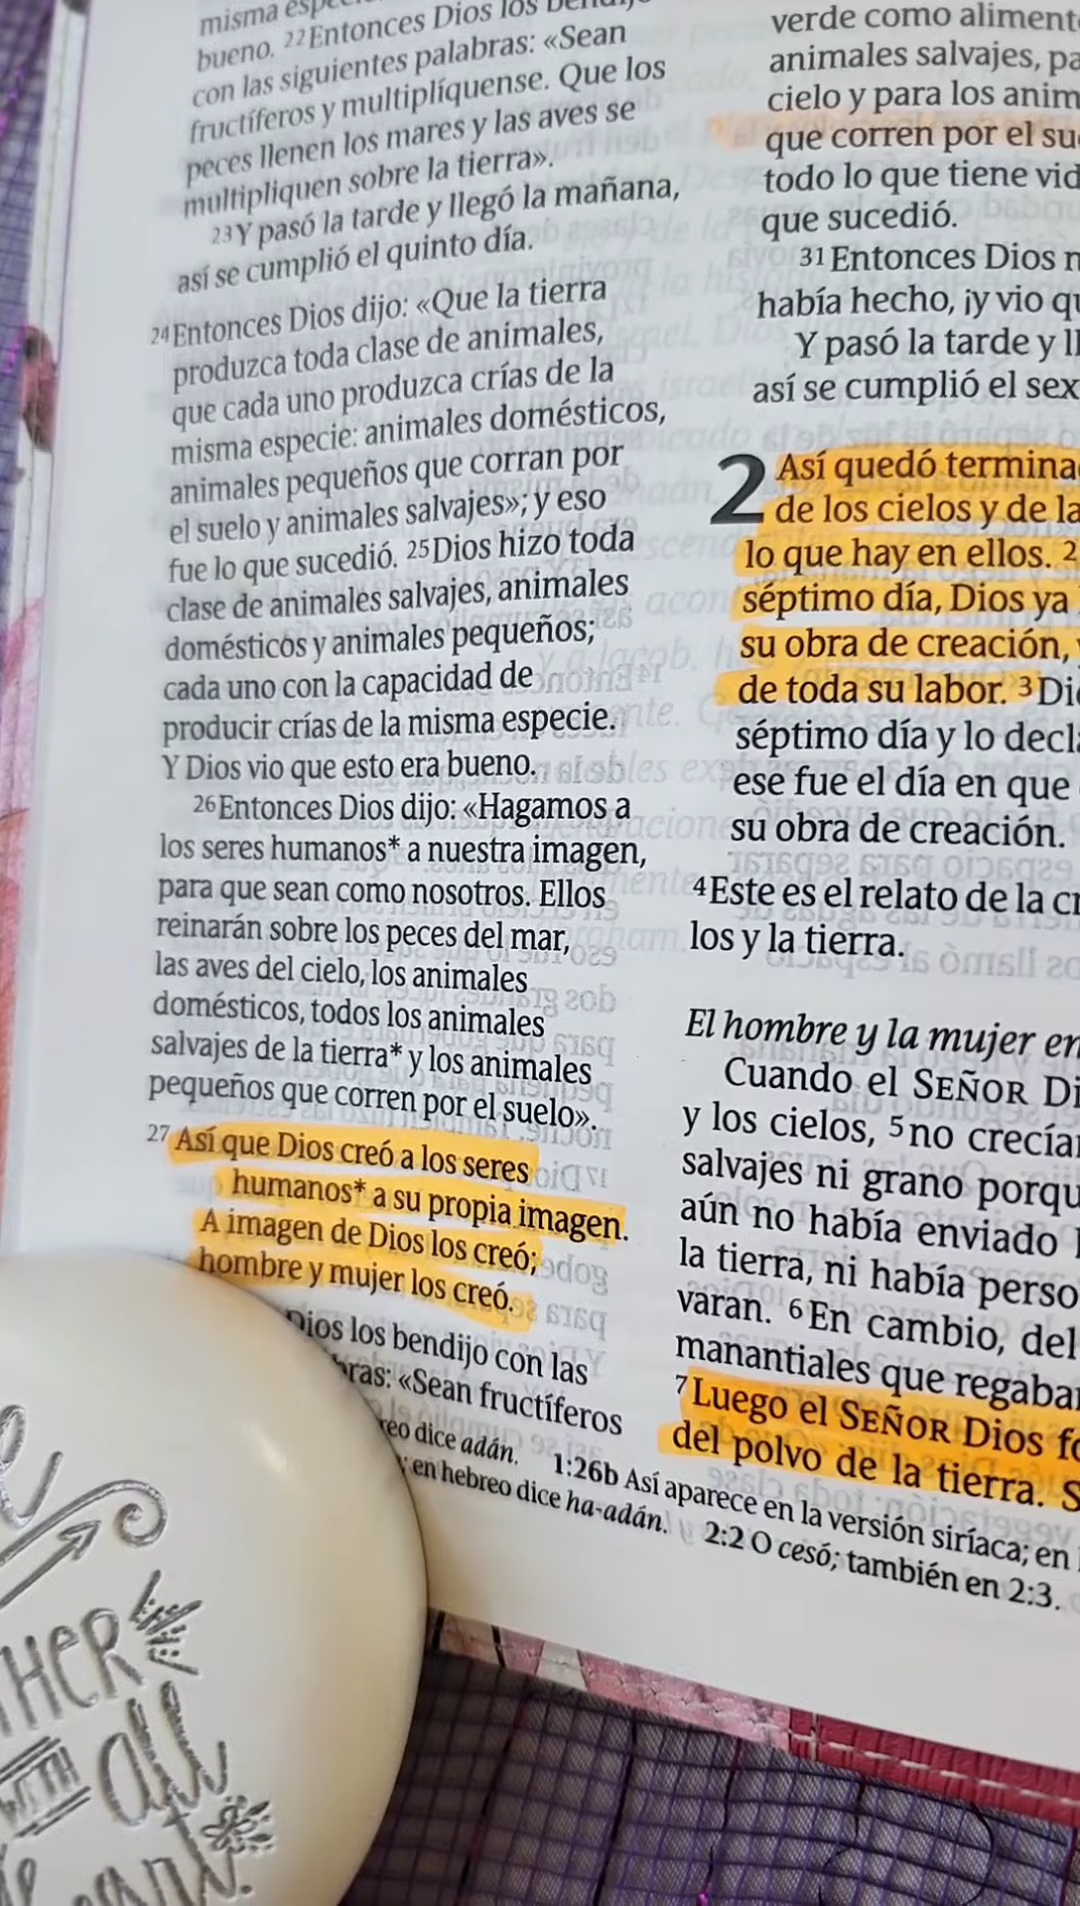 misma
bueno. 22Entonces Dios los
con las siguientes palabras: «Sean
fructíferos y multiplíquense. Que los
peces llenen los mares y las aves se
multipliquen sobre la tierra».
23Y pasó la tarde y llegó la mañana,
así se cumplió el quinto día.
24Entonces Dios dijo: «Que la tierra
produzca toda clase de animales,
que cada uno produzca crías de la
misma especie: animales domésticos,
animales pequeños que corran por
el suelo y animales salvajes»; y eso
fue lo que sucedió. 25Dios hizo toda
clase de animales salvajes, animales
domésticos y animales pequeños;
cada uno con la capacidad de
producir crías de la misma especie.
Y Dios vio que esto era bueno.
26Entonces Dios dijo: «Hagamos a
los seres humanos* a nuestra imagen,
para que sean como nosotros. Ellos
reinarán sobre los peces del mar,
las aves del cielo, los animales
domésticos, todos los animales
salvajes de la tierra* y los animales
pequeños que corren por el suelo».
27 Así que Dios creó a los seres
humanos* a su propia imagen.
A imagen de Dios los creó;
hombre y mujer los creó.
Dios los bendijo con las
bras: «Sean fructíferos
verde como aliment
animales salvajes, pa
cielo y para los anim
que corren por el su
todo lo que tiene vid
que sucedió.
31Entonces Dios
había hecho, ¡y vio qu
Y pasó la tarde y ll
así se cumplió el sex
2 Así quedó termina
de los cielos y de la
lo que hay en ellos. 2
séptimo día, Dios ya
su obra de creación,
de toda su labor. 3Di
séptimo día y lo decl
ese fue el día en que
su obra de creación.
4Este es el relato de la cr
los y la tierra.
El hombre y la mujer en
Cuando el SEÑOR Di
y los cielos, 5no crecía
salvajes ni grano porqu
aún no había enviado
la tierra, ni había perso
varan. 6En cambio, del
manantiales que regaba
7Luego el SEÑOR Dios fo
del polvo de la tierra. S
reo dice adán. 1:26b Así aparece en la versión siríaca; en
; en hebreo dice ha-adán. 2:2 O cesó; también en 2:3.
THER
WITH
all